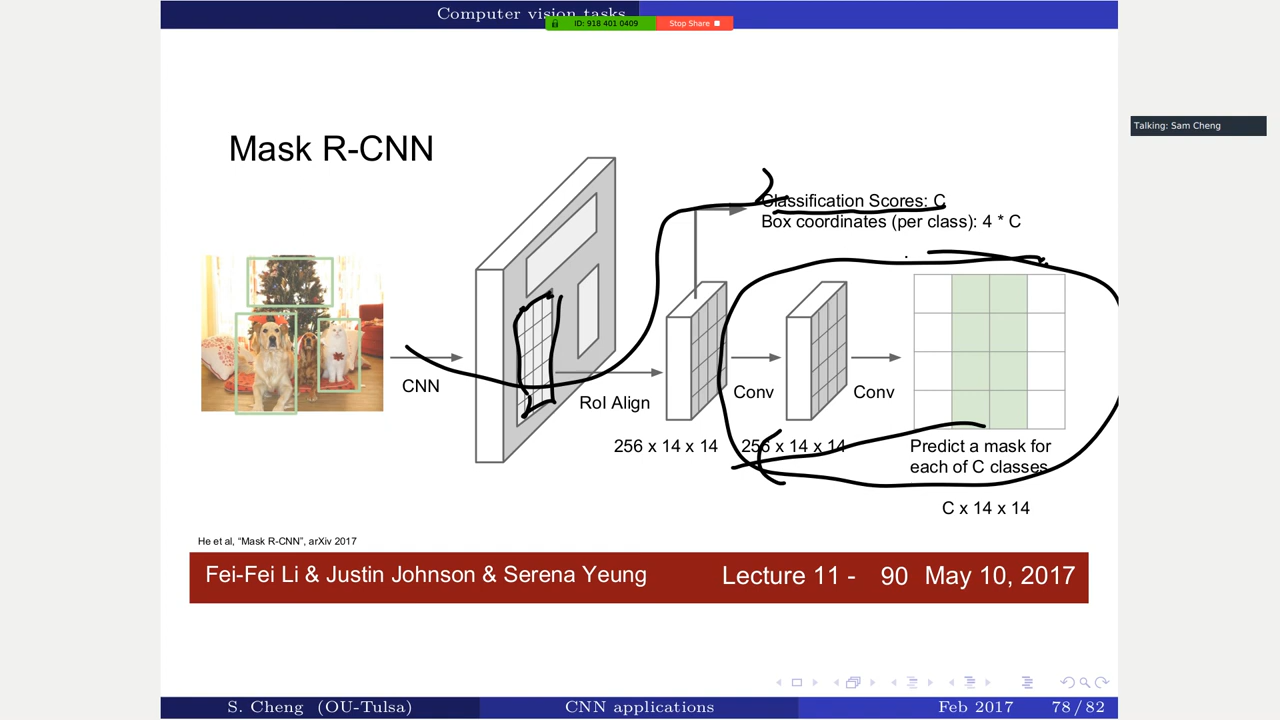 Computer vision tasks
ID: 918 401 0409
Stop Share
Talking: Sam Cheng
Mask R-CNN
Classification Scores: C
Box coordinates (per class): 4 * C
CNN
RoI Align
Conv
Conv
256 x 14 x 14
256 x 14 x 14
Predict a mask for
each of C classes
C x 14 x 14
He et al, “Mask R-CNN”, arXiv 2017
Fei-Fei Li & Justin Johnson & Serena Yeung
Lecture 11 - 90 May 10, 2017
S. Cheng (OU-Tulsa)
CNN applications
Feb 2017
78 / 82